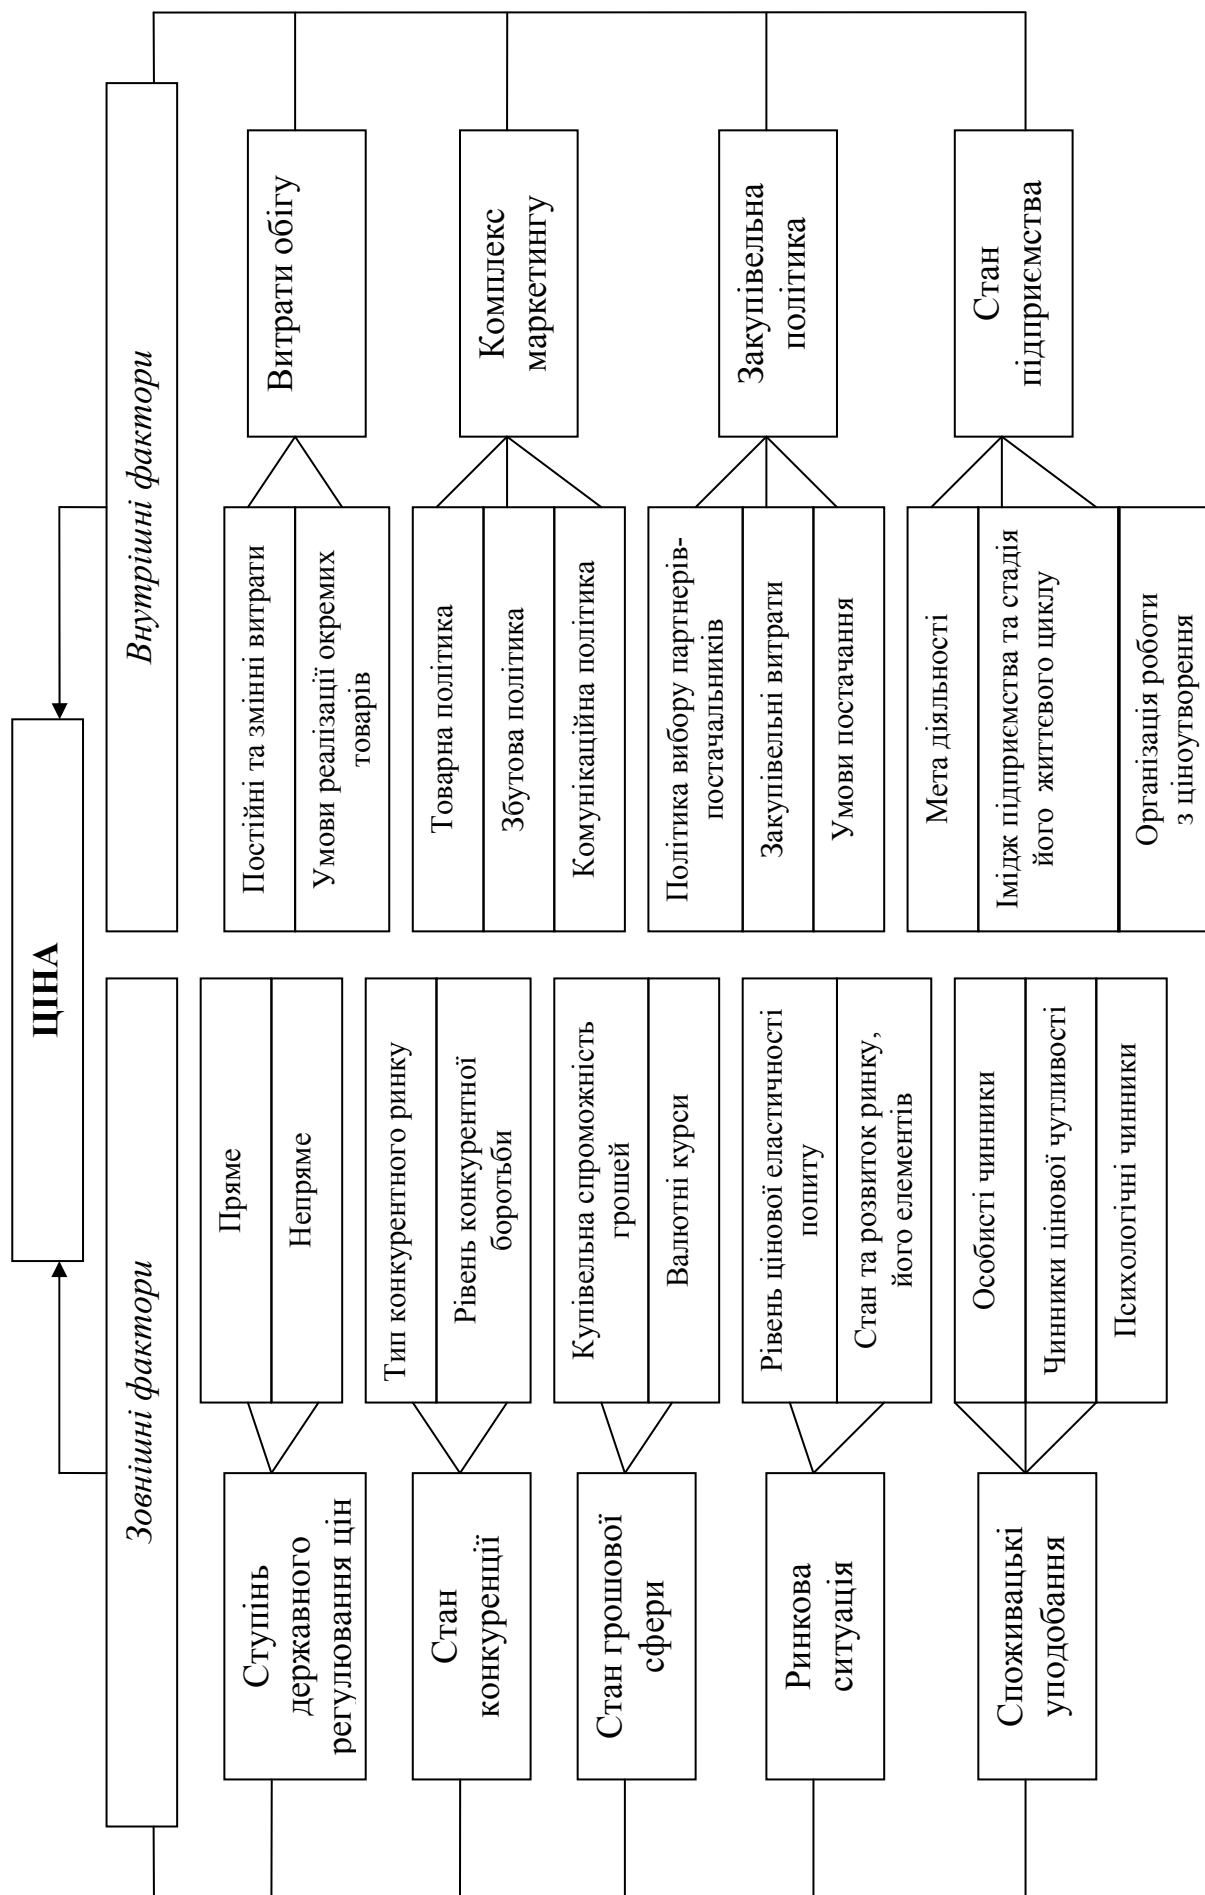 ЦІНА
Зовнішні фактори
Внутрішні фактори
Ступінь
державного
регулювання цін
Пряме
Непряме
Стан
конкуренції
Тип конкурентного ринку
Рівень конкурентної
боротьби
Стан грошової
сфери
Купівельна спроможність
грошей
Валютні курси
Ринкова
ситуація
Рівень цінової еластичності
попиту
Стан та розвиток ринку,
його елементів
Споживацькі
уподобання
Особисті чинники
Чинники цінової чутливості
Психологічні чинники
Постійні та змінні витрати
Умови реалізації окремих
товарів
Витрати обігу
Товарна політика
Збутова політика
Комунікаційна політика
Комплекс
маркетингу
Політика вибору партнерів-
постачальників
Закупівельні витрати
Умови постачання
Закупівельна
політика
Мета діяльності
Імідж підприємства та стадія
його життєвого циклу
Організація роботи
з ціноутворення
Стан
підприємства